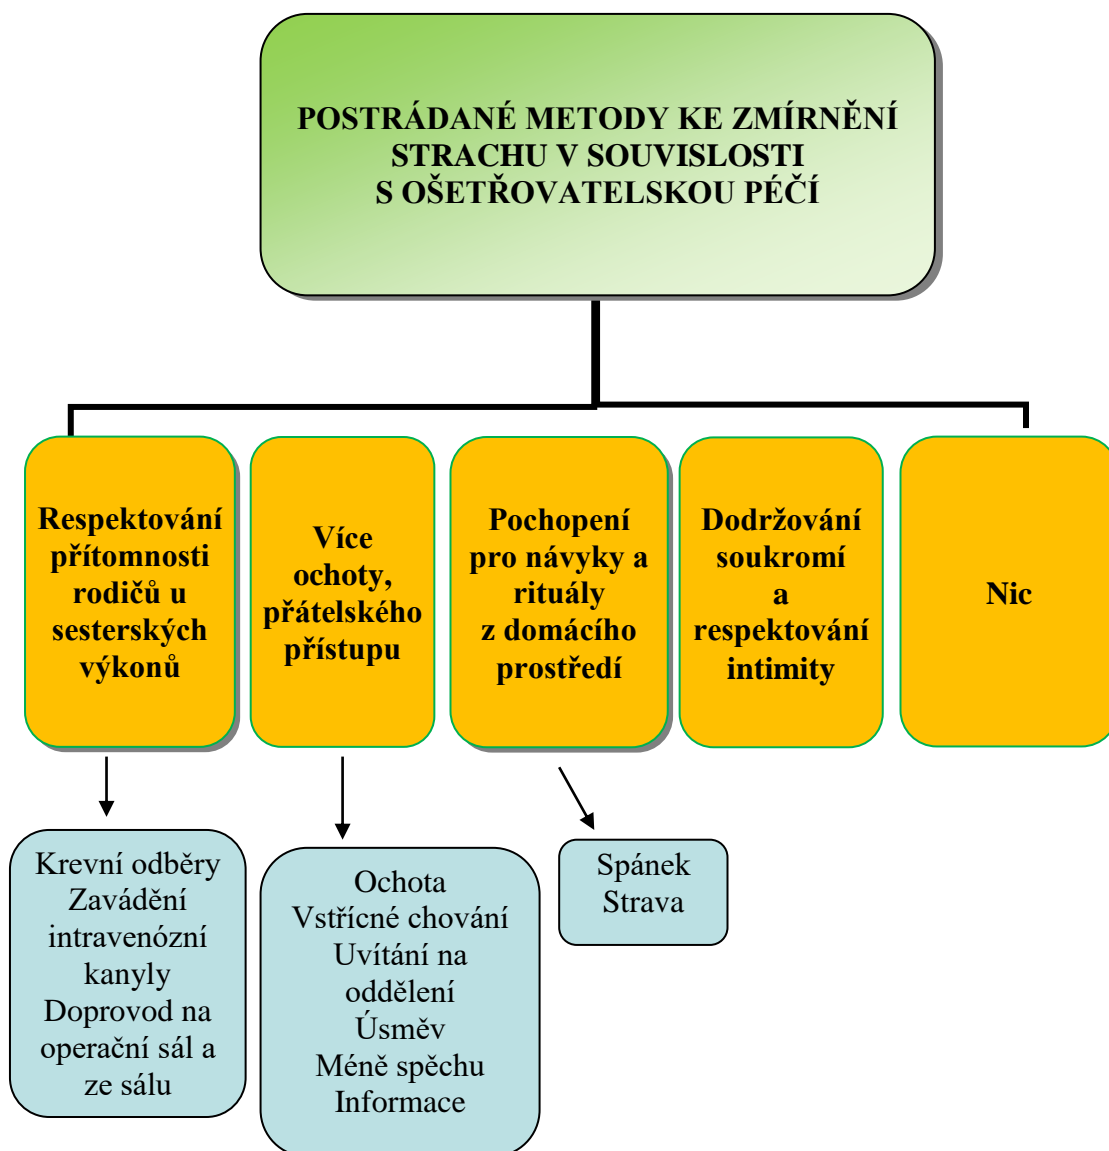 POSTRÁDANÉ METODY KE ZMÍRNĚNÍ
STRACHU V SOUVISLOSTI
S OŠETŘOVATELSKOU PÉČÍ
Respektování
přítomnosti
rodičů u
sesterských
výkonů
Více
ochoty,
přátelského
přístupu
Pochopení
pro návyky a
rituály
z domácího
prostředí
Dodržování
soukromí
a
respektování
intimity
Nic
Krevní odběry
Zavádění
intravenózní
kanyly
Doprovod na
operační sál a
ze sálu
Ochota
Vstřícné chování
Uvítání na
oddělení
Úsměv
Méně spěchu
Informace
Spánek
Strava